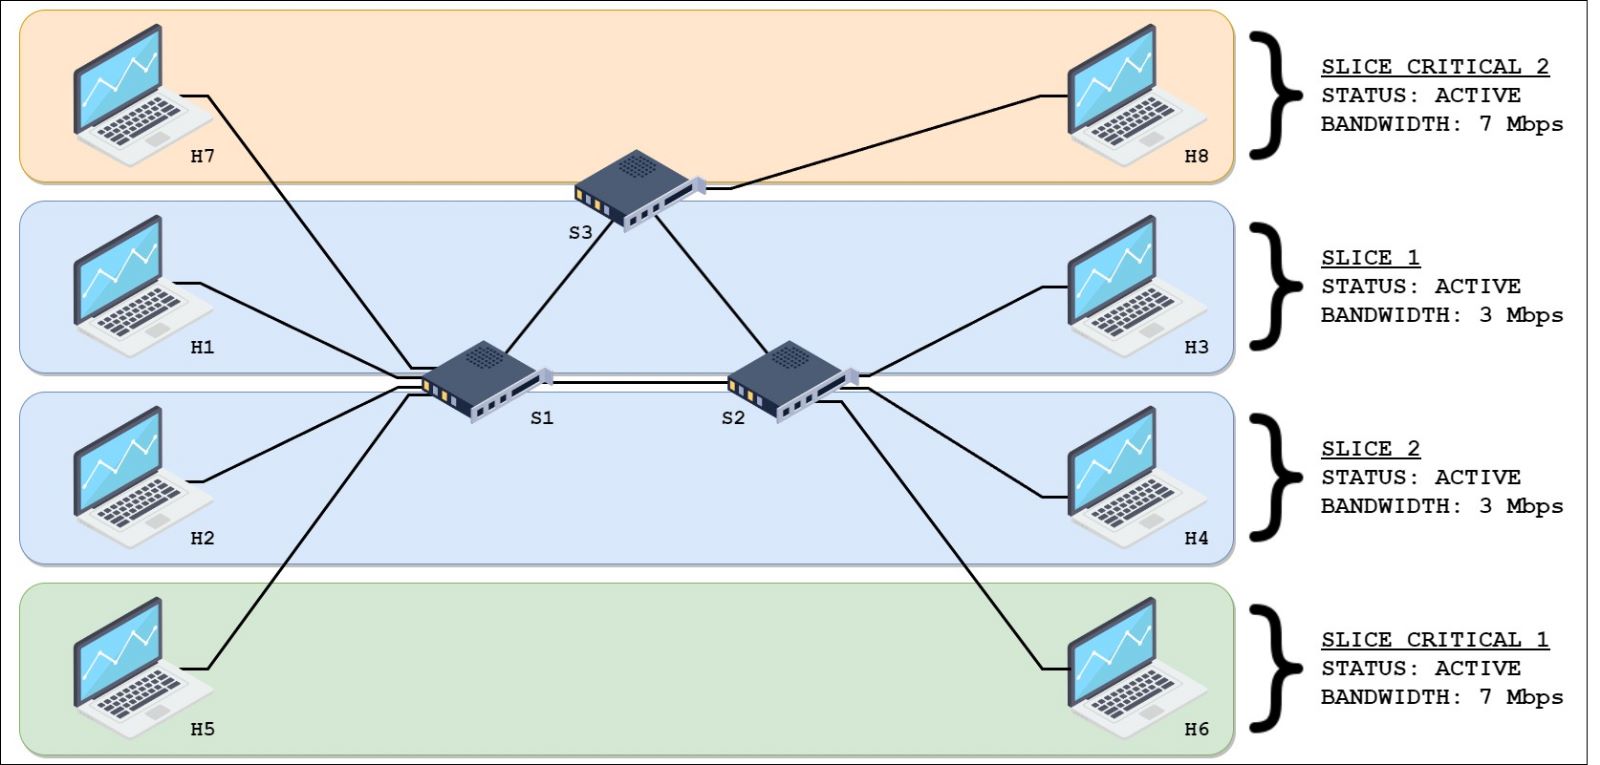 H7
H8
SLICE CRITICAL 2
STATUS: ACTIVE
BANDWIDTH: 7 Mbps
S3
H1
H3
SLICE 1
STATUS: ACTIVE
BANDWIDTH: 3 Mbps
S1
S2
H2
H4
SLICE 2
STATUS: ACTIVE
BANDWIDTH: 3 Mbps
H5
H6
SLICE CRITICAL 1
STATUS: ACTIVE
BANDWIDTH: 7 Mbps